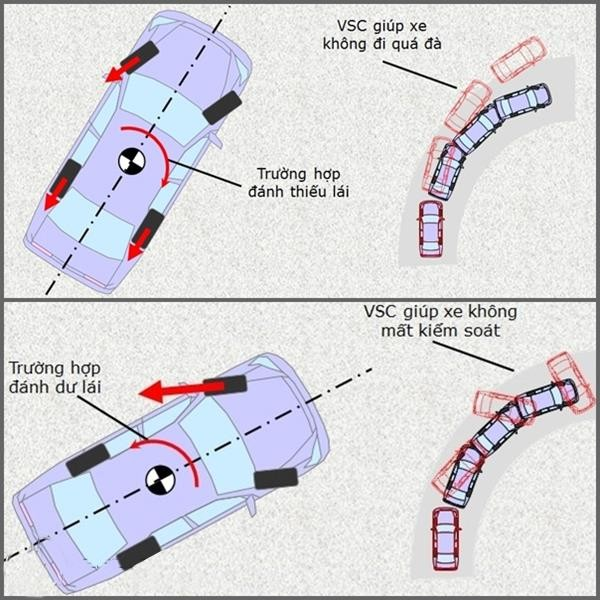 VSC giúp xe
không đi quá đà
Trường hợp
đánh thiếu lái
VSC giúp xe không
mất kiếm soát
Trường hợp
đánh dư lái